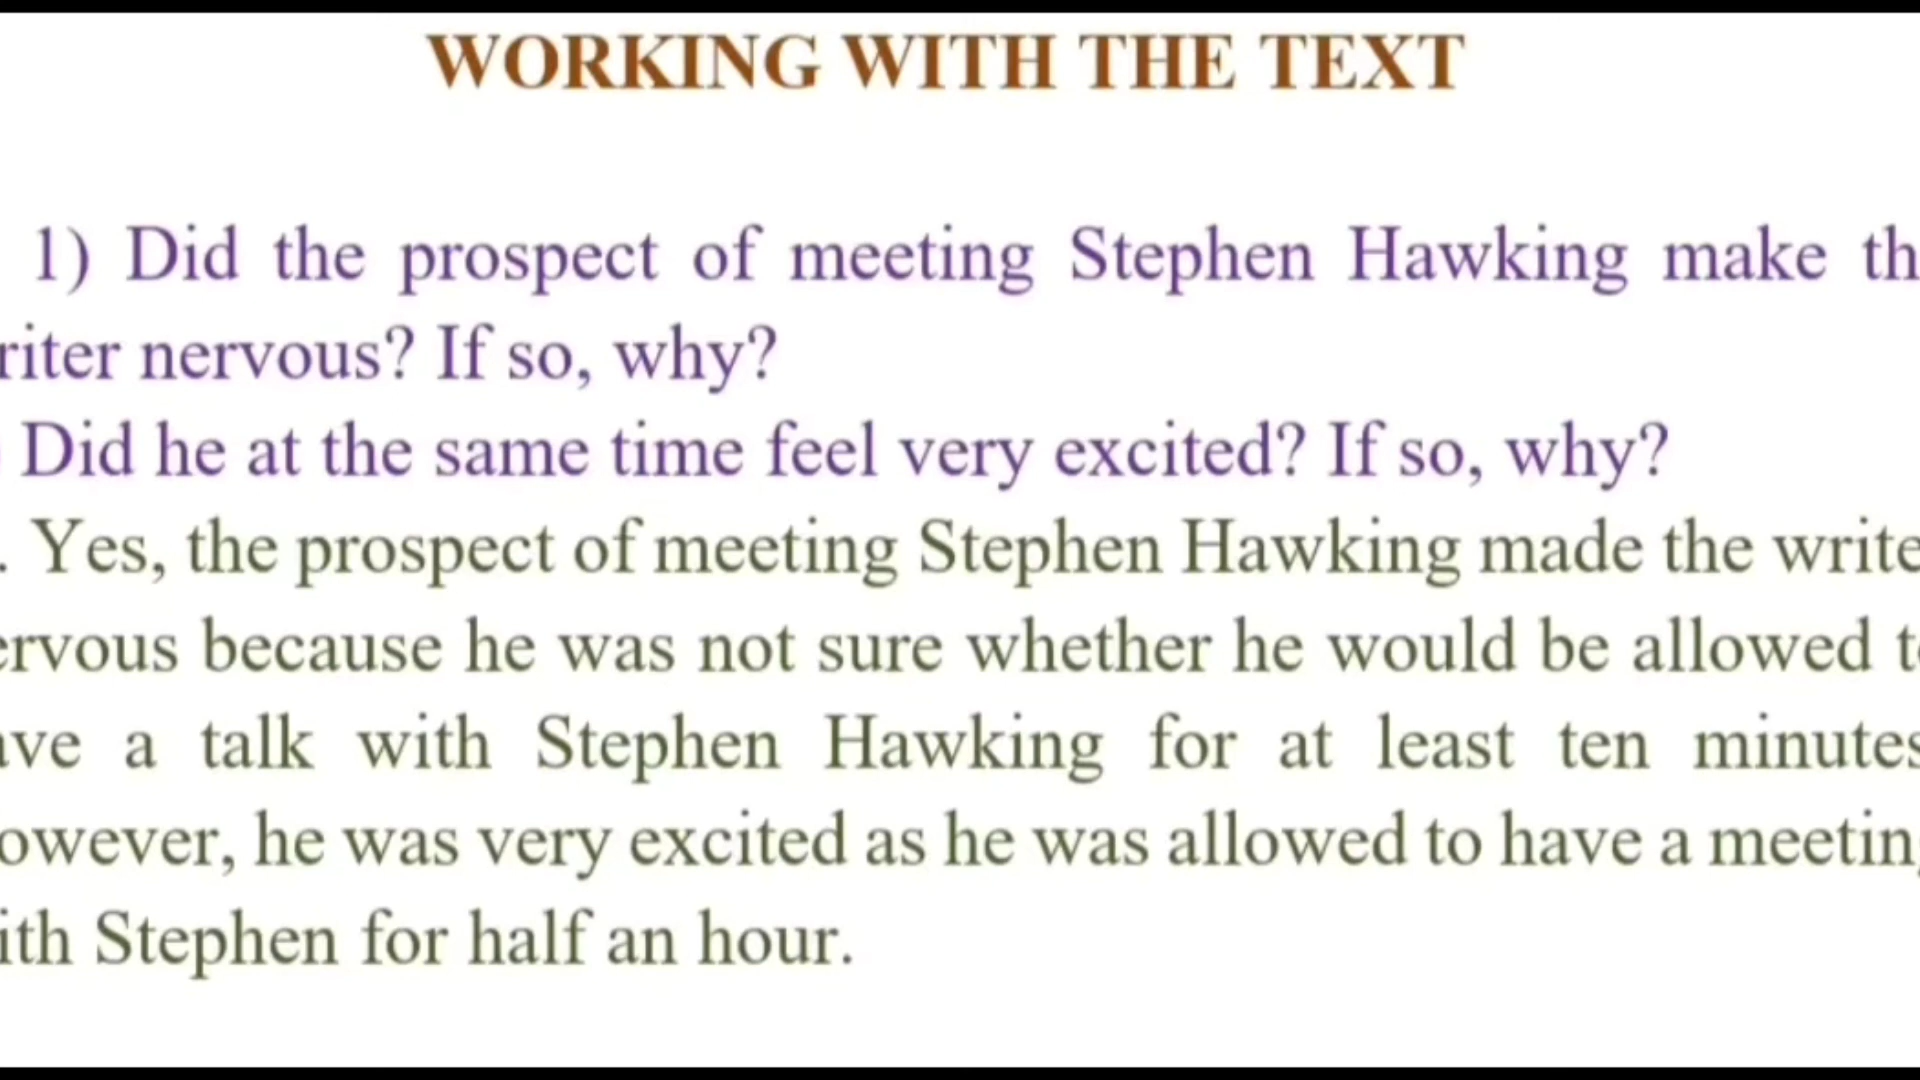 WORKING WITH THE TEXT
1) Did the prospect of meeting Stephen Hawking make th
riter nervous? If so, why?
Did he at the same time feel very excited? If so, why?
. Yes, the prospect of meeting Stephen Hawking made the write
ervous because he was not sure whether he would be allowed t
ave a talk with Stephen Hawking for at least ten minutes
owever, he was very excited as he was allowed to have a meetin
ith Stephen for half an hour.